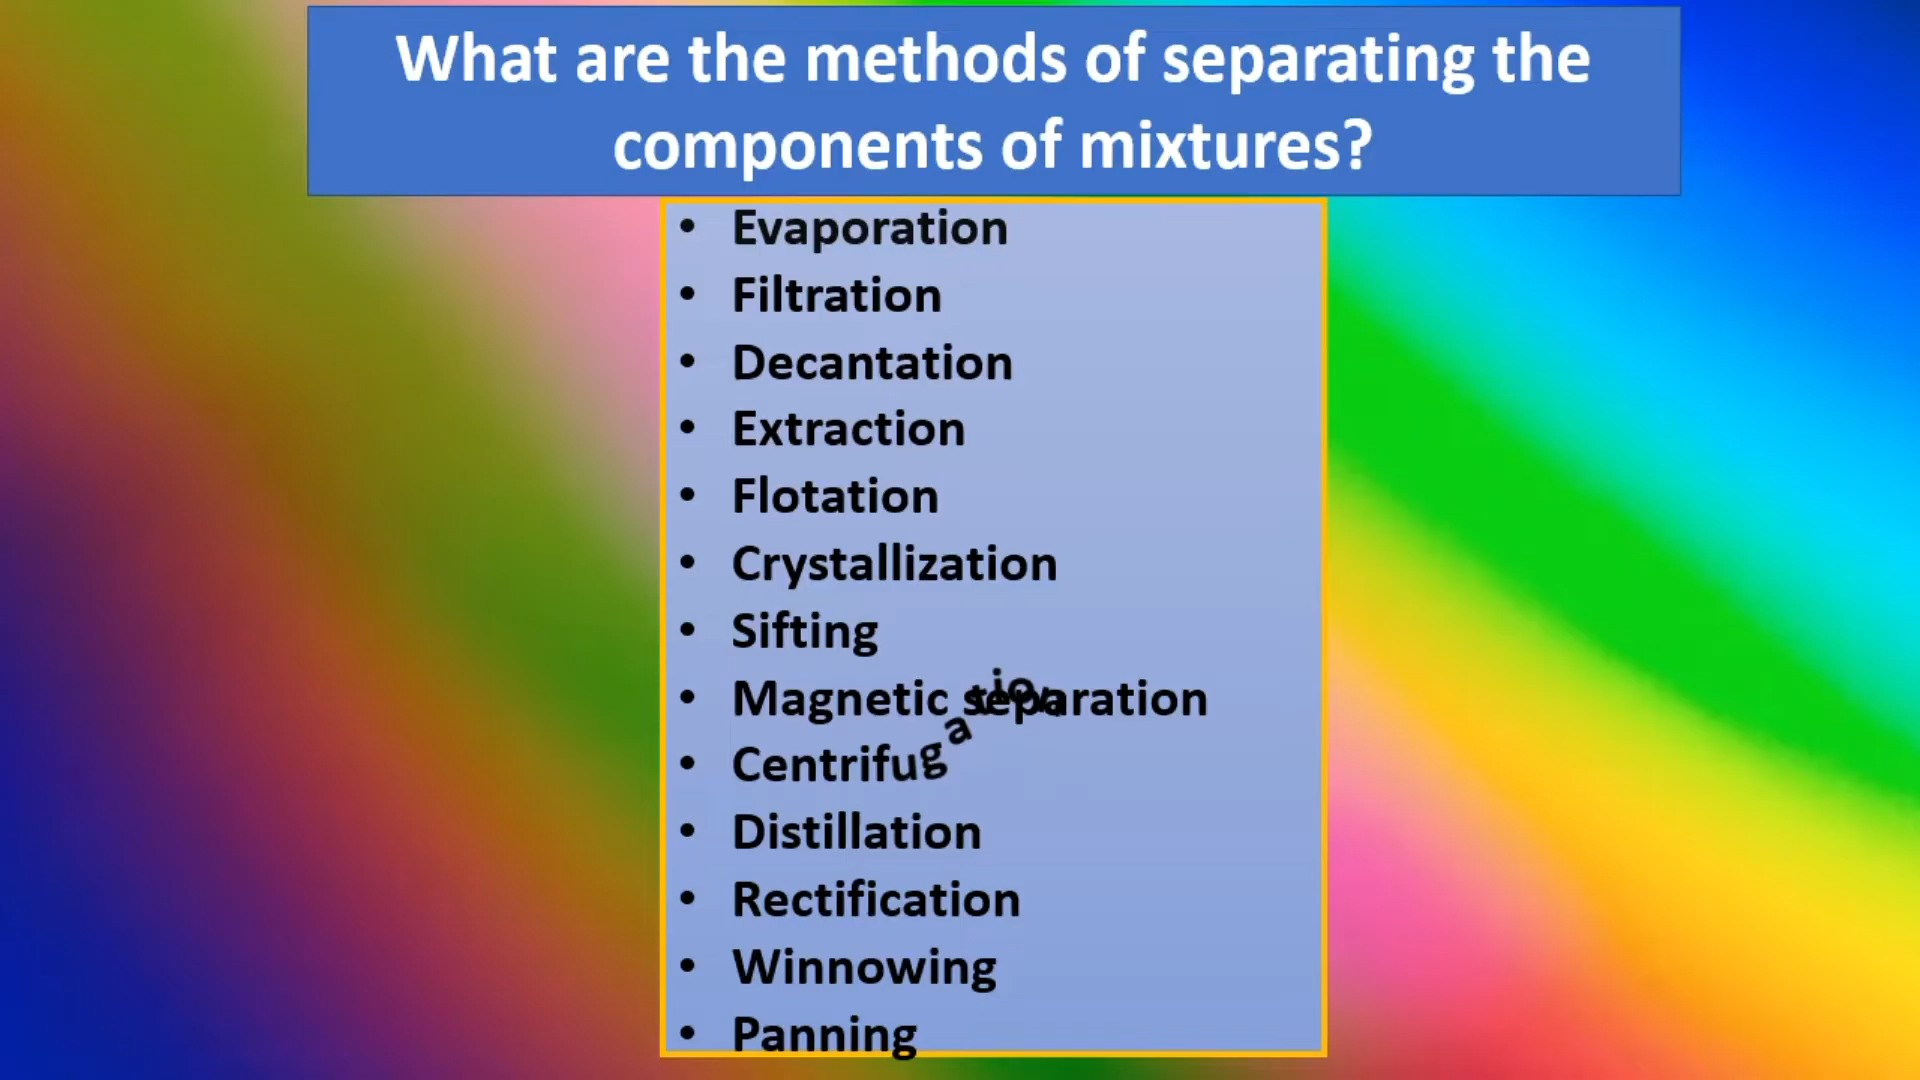 What are the methods of separating the
components of mixtures?
• Evaporation
• Filtration
• Decantation
• Extraction
• Flotation
• Crystallization
• Sifting
• Magnetic separation
• Centrifugation
• Distillation
• Rectification
• Winnowing
• Panning